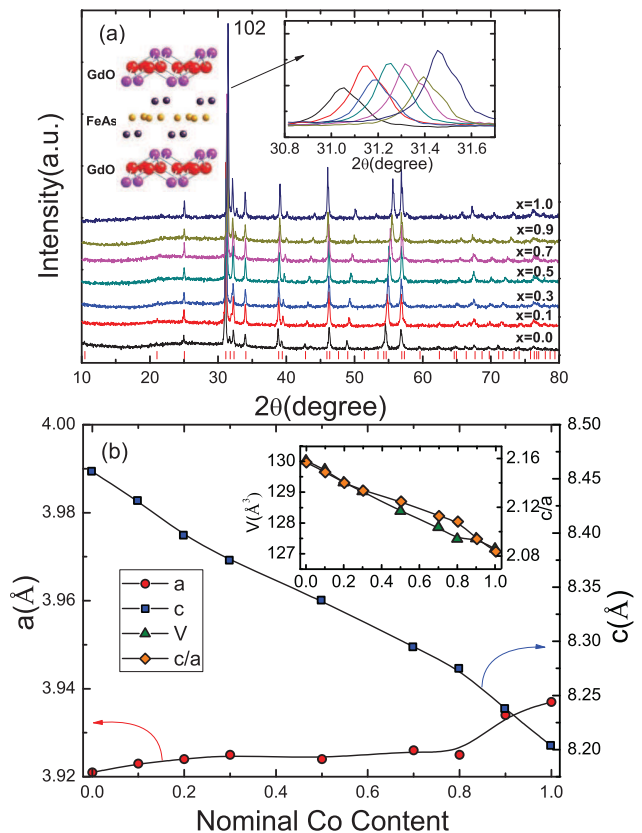 (a)
102
GdO
FeAs
GdO
30.8 31.0 31.2 31.4 31.6
2θ(degree)
Intensity(a.u.)
x=1.0
x=0.9
x=0.7
x=0.5
x=0.3
x=0.1
x=0.0
10 20 30 40 50 60 70 80
2θ(degree)
(b)
4.00
3.99
3.96
3.94
3.92
a(Å)
8.50
8.45
8.40
8.35
8.30
8.25
8.20
c(Å)
130
129
128
127
V(Å³)
2.16
2.12
2.08
c/a
0.0 0.2 0.4 0.6 0.8 1.0
a
c
V
c/a
0.0 0.2 0.4 0.6 0.8 1.0
Nominal Co Content